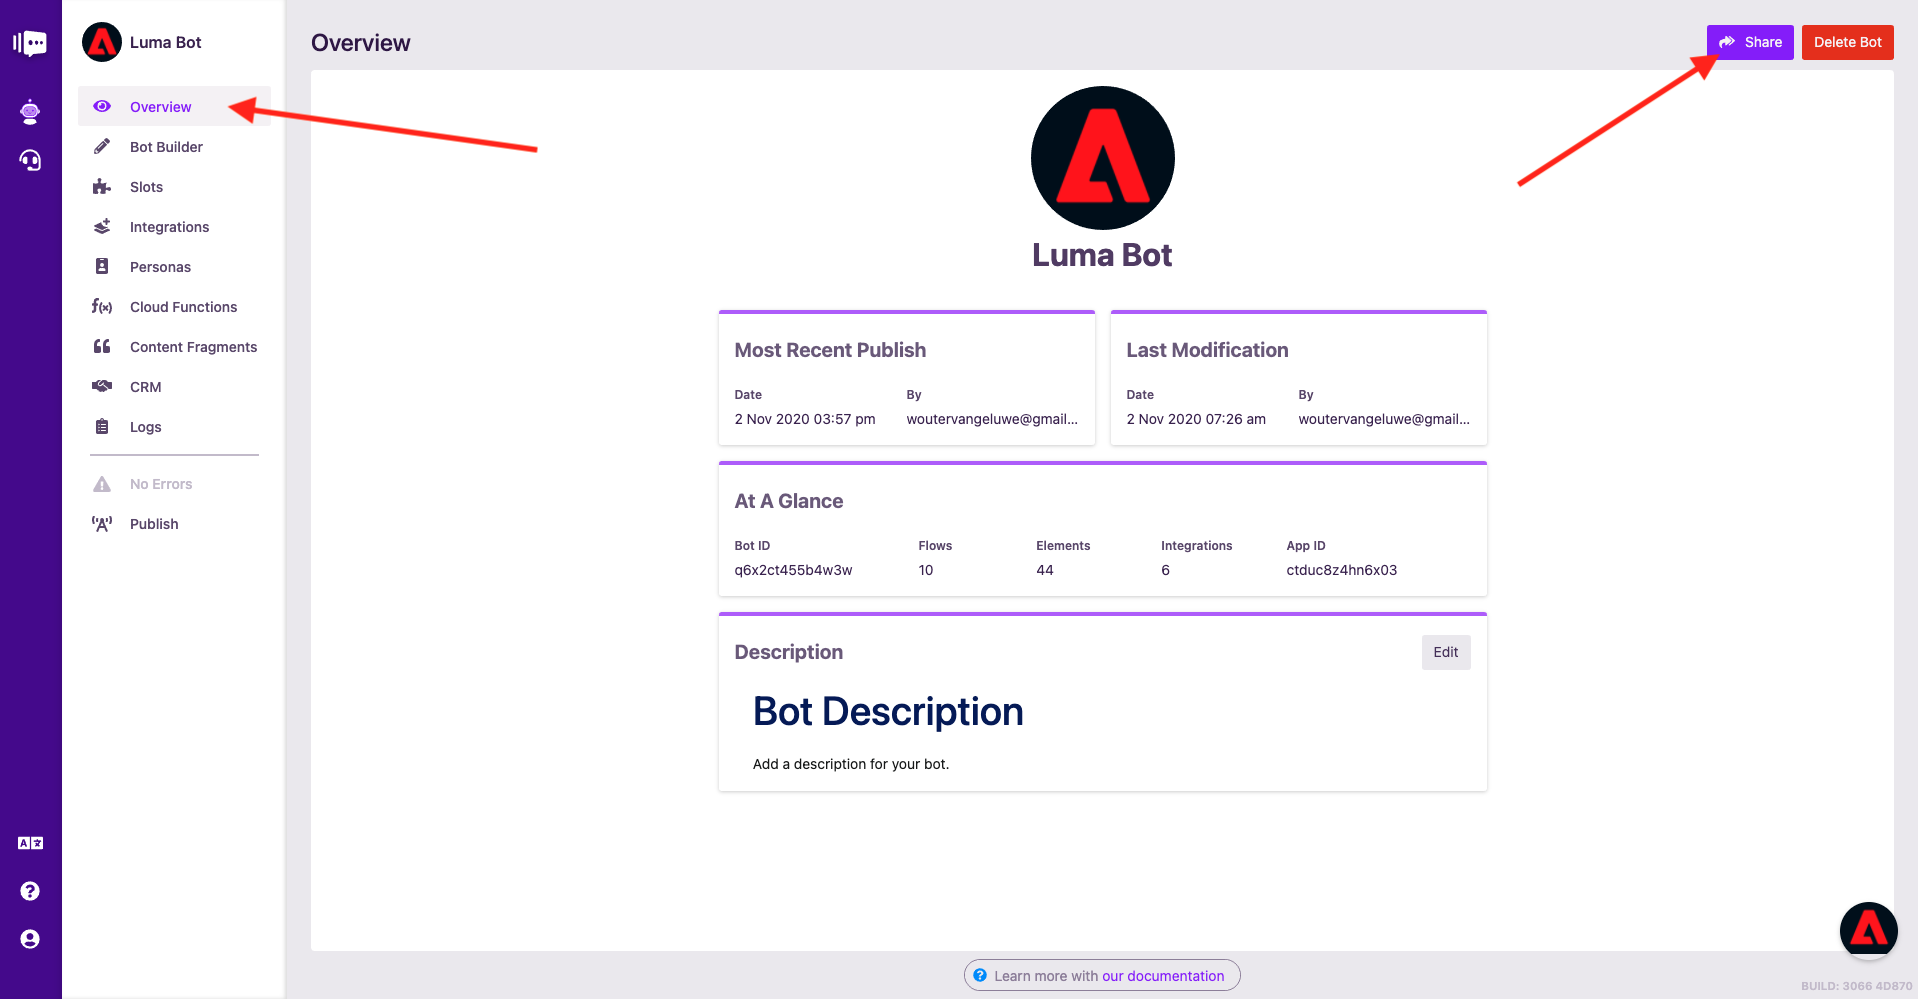 Luma Bot
Overview
Bot Builder
Slots
Integrations
Personas
Cloud Functions
Content Fragments
CRM
Logs
No Errors
Publish
Overview
Share
Delete Bot
Luma Bot
Most Recent Publish
Date By
2 Nov 2020 03:57 pm woutervangeluwe@gmail...
Last Modification
Date By
2 Nov 2020 07:26 am woutervangeluwe@gmail...
At A Glance
Bot ID Flows Elements Integrations App ID
q6x2ct455b4w3w 10 44 6 ctduc8z4hn6x03
Description
Edit
Bot Description
Add a description for your bot.
Learn more with our documentation
BUILD: 3066 4D870